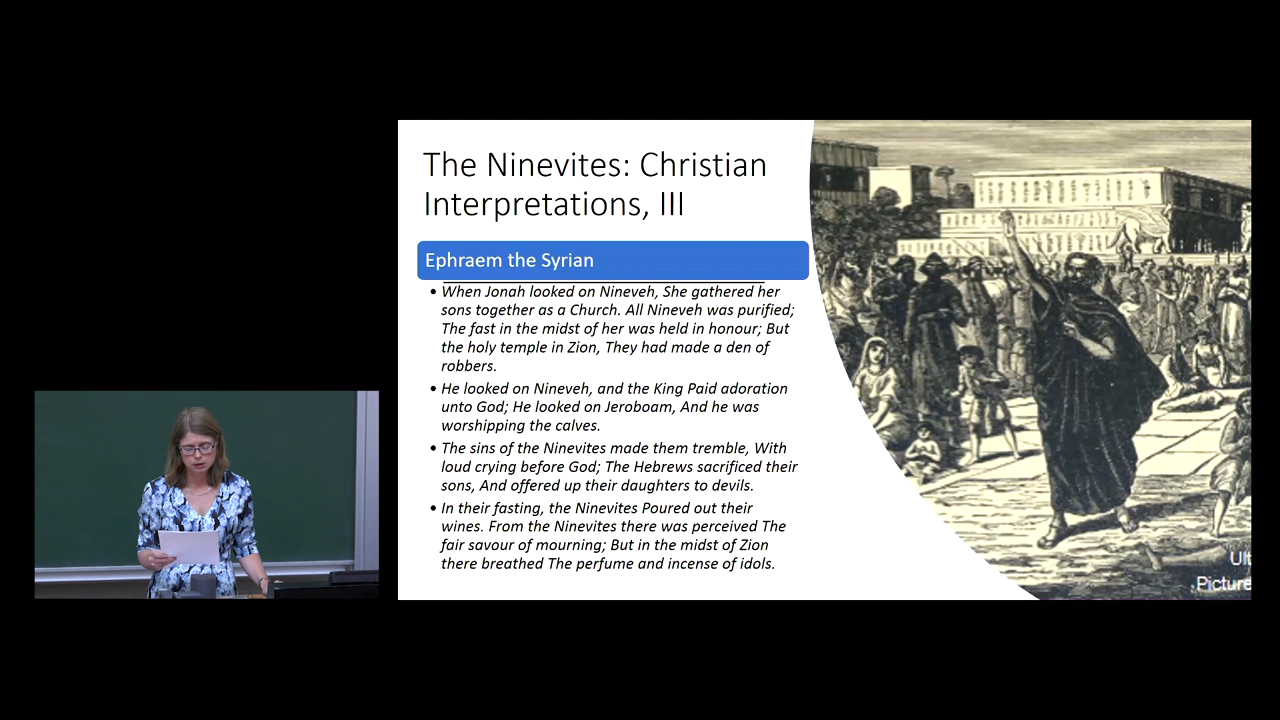 The Ninevites: Christian
Interpretations, III
Ephraem the Syrian
• When Jonah looked on Nineveh, She gathered her
sons together as a Church. All Nineveh was purified;
The fast in the midst of her was held in honour; But
the holy temple in Zion, They had made a den of
robbers.
• He looked on Nineveh, and the King Paid adoration
unto God; He looked on Jeroboam, And he was
worshipping the calves.
• The sins of the Ninevites made them tremble, With
loud crying before God; The Hebrews sacrificed their
sons, And offered up their daughters to devils.
• In their fasting, the Ninevites Poured out their
wines. From the Ninevites there was perceived The
fair savour of mourning; But in the midst of Zion
there breathed The perfume and incense of idols.
Ult
Picture